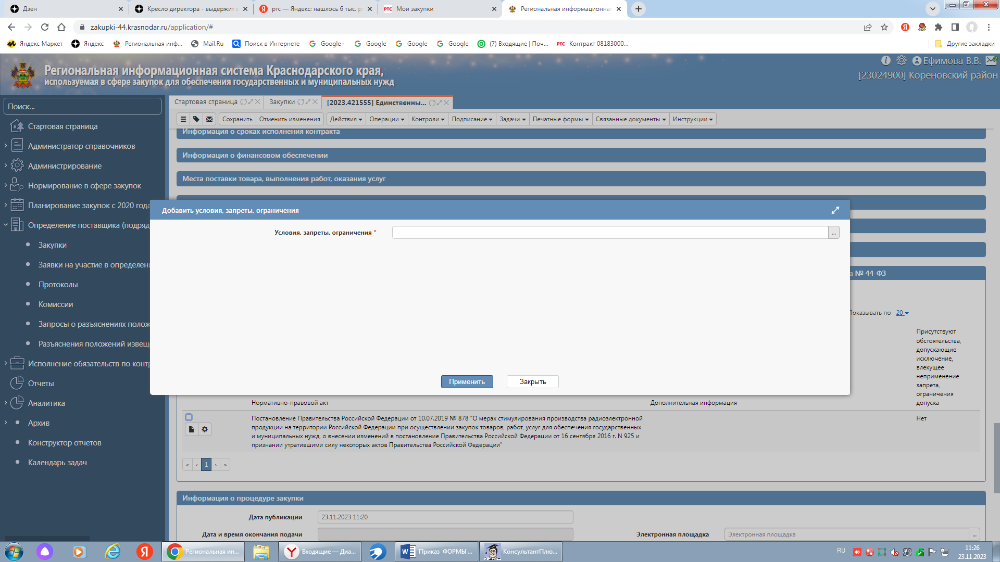 Дзен
Кресло директора - выдержит в
ртс — Яндекс: нашлось 6 тыс. р
РТС Мои закупки
Региональная информационная
zakupki-44.krasnodar.ru/application/#
Яндекс Маркет
Яндекс
Региональная инф...
Mail.Ru
Поиск в Интернете
Google+
Google
Google
Google
(7) Входящие | Поч...
РТС Контракт 08183000...
Другие закладки
Региональная информационная система Краснодарского края,
используемая в сфере закупок для обеспечения государственных и муниципальных нужд
Ефимова В.В.
[23024900] Кореновский район
Поиск...
Стартовая страница
Администратор справочников
Администрирование
Нормирование в сфере закупок
Планирование закупок с 2020 года
Определение поставщика (подряд
Закупки
Заявки на участие в определен
Протоколы
Комиссии
Запросы о разъяснениях полож
Разъяснения положений извещ
Исполнение обязательств по конт
Отчеты
Аналитика
Архив
Конструктор отчетов
Календарь задач
Стартовая страница
Закупки
[2023.421555] Единственны...
Сохранить
Отменить изменения
Действия
Операции
Контроли
Подписание
Задачи
Печатные формы
Связанные документы
Инструкции
Информация о сроках исполнения контракта
Информация о финансовом обеспечении
Места поставки товара, выполнения работ, оказания услуг
Добавить условия, запреты, ограничения
Условия, запреты, ограничения *
...
Применить
Закрыть
а № 44-ФЗ
Показывать по 20
Присутствуют
обстоятельства,
допускающие
исключение,
влекущее
неприменение
запрета,
ограничения
допуска
Нормативно-правовой акт
Дополнительная информация
Постановление Правительства Российской Федерации от 10.07.2019 № 878 "О мерах стимулирования производства радиоэлектронной
продукции на территории Российской Федерации при осуществлении закупок товаров, работ, услуг для обеспечения государственных
и муниципальных нужд, о внесении изменений в постановление Правительства Российской Федерации от 16 сентября 2016 г. N 925 и
признании утратившими силу некоторых актов Правительства Российской Федерации"
Нет
« ‹ 1 › »
Информация о процедуре закупки
Дата публикации
23.11.2023 11:20
Дата и время окончания подачи
Электронная площадка
Электронная площадка
...
Региональная ин...
Входящие — Диа...
Приказ ФОРМЫ ...
КонсультантПлю...
RU
11:26
23.11.2023